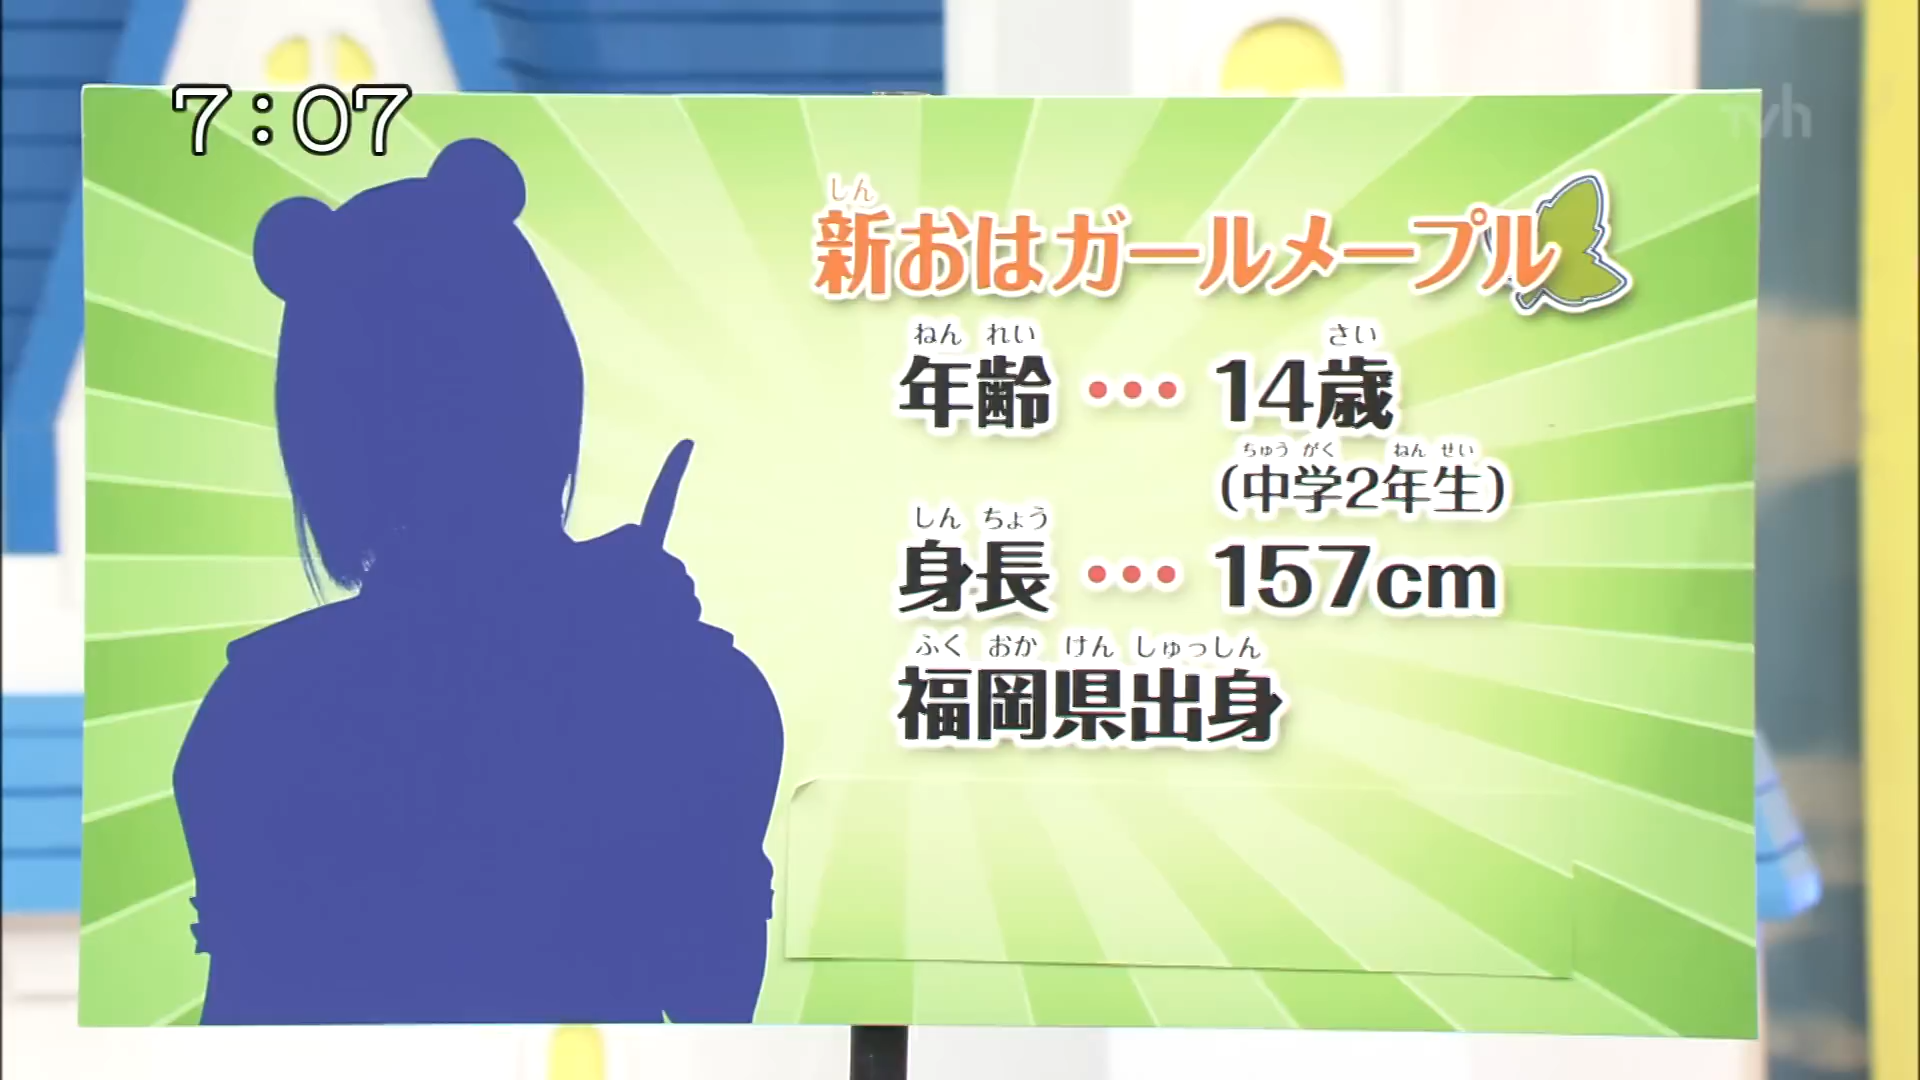 7:07
tvh
しん
新おはガールメープル
ねん れい さい
年齢 ••• 14歳
ちゅう がく ねん せい
(中学2年生)
しん ちょう
身長 ••• 157cm
ふく おか けん しゅっしん
福岡県出身